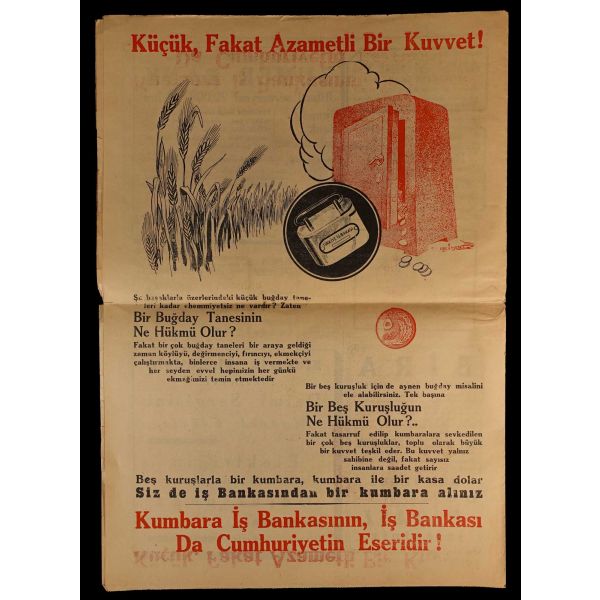 Küçük, Fakat Azametli Bir Kuvvet!
Şu başaklarla üzerlerindeki küçük buğday tane-
leri kadar ehemmiyetsiz ne vardır? Zaten
Bir Buğday Tanesinin
Ne Hükmü Olur?
Fakat bir çok buğday taneleri bir araya geldiği
zaman köylüyü, değirmenciyi, fırıncıyı, ekmekçiyi
çalıştırmakta, binlerce insana iş vermekte ve
her şeyden evvel hepimizin her günkü
ekmağimizi temin etmektedir
Bir beş kuruşluk için de aynen buğday misalini
ele alabilirsiniz. Tek başına
Bir Beş Kuruşluğun
Ne Hükmü Olur?..
Fakat tasarruf edilip kumbaralara sevkedilen
bir çok beş kuruşluklar, toplu olarak büyük
bir kuvvet teşkil eder. Bu kuvvet yalnız
sahibine değil, fakat sayısız
insanlara saadet getirir
Beş kuruşlarla bir kumbara, kumbara ile bir kasa dolar
Siz de iş Bankasından bir kumbara alınız
Kumbara İş Bankasının, İş Bankası
Da Cumhuriyetin Eseridir!